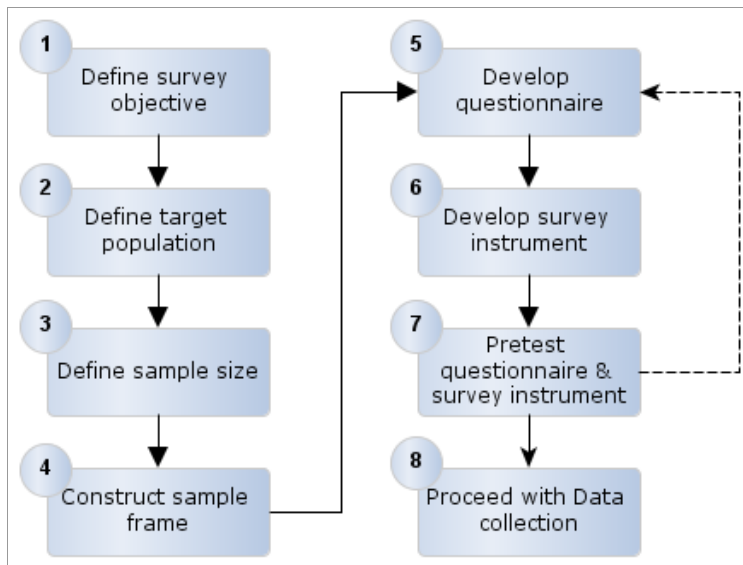 1
Define survey
objective
2
Define target
population
3
Define sample size
4
Construct sample
frame
5
Develop
questionnaire
6
Develop survey
instrument
7
Pretest
questionnaire &
survey instrument
8
Proceed with Data
collection